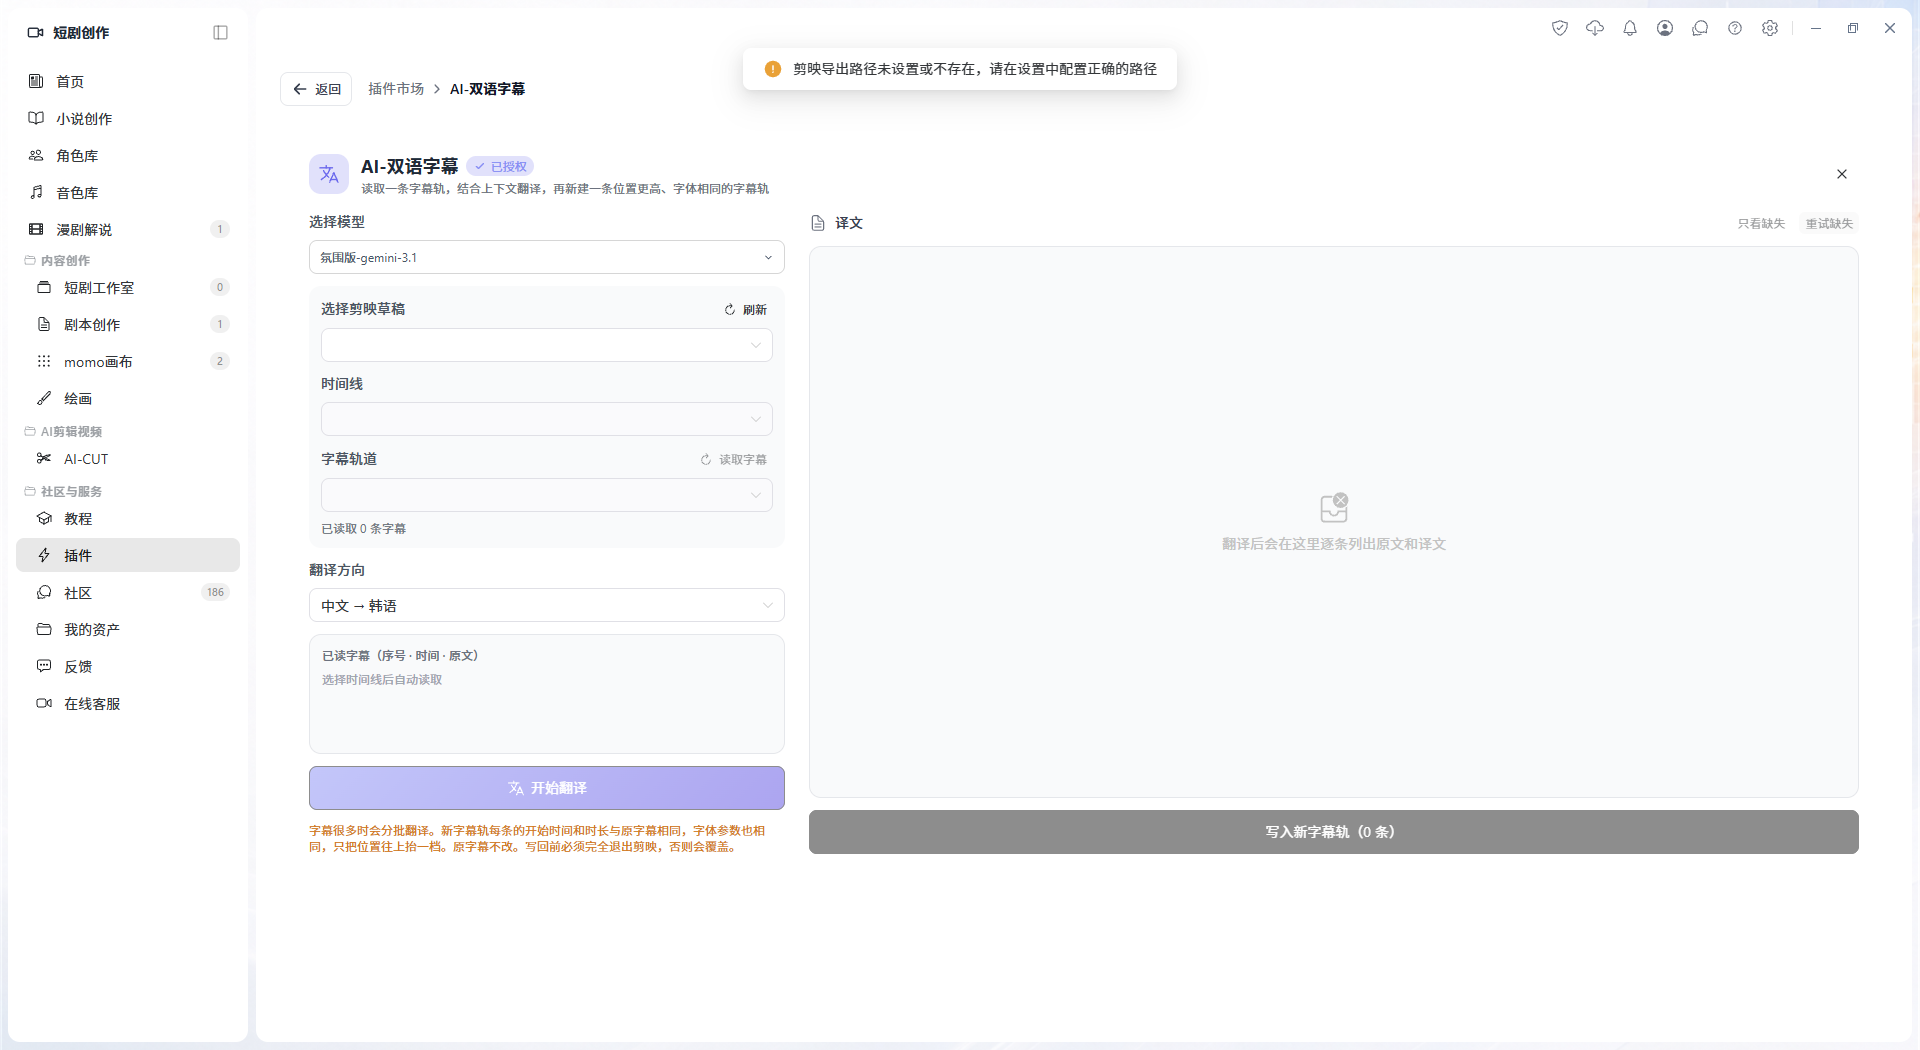 短剧创作
首页
小说创作
角色库
音色库
漫剧解说 1
内容创作
短剧工作室 0
剧本创作 1
momo画布 2
绘画
AI剪辑视频
AI-CUT
社区与服务
教程
插件
社区 186
我的资产
反馈
在线客服
剪映导出路径未设置或不存在，请在设置中配置正确的路径
返回 插件市场 > AI-双语字幕
AI-双语字幕 已授权
读取一条字幕轨，结合上下文翻译，再新建一条位置更高、字体相同的字幕轨
选择模型
氛围版-gemini-3.1
选择剪映草稿 刷新
时间线
字幕轨道 读取字幕
已读取 0 条字幕
翻译方向
中文 → 韩语
已读字幕（序号 · 时间 · 原文）
选择时间线后自动读取
开始翻译
字幕很多时会分批翻译。新字幕轨每条的开始时间和时长与原字幕相同，字体参数也相
同，只把位置往上抬一档。原字幕不改。写回前必须完全退出剪映，否则会覆盖。
译文 只看缺失 重试缺失
翻译后会在这里逐条列出原文和译文
写入新字幕轨（0 条）